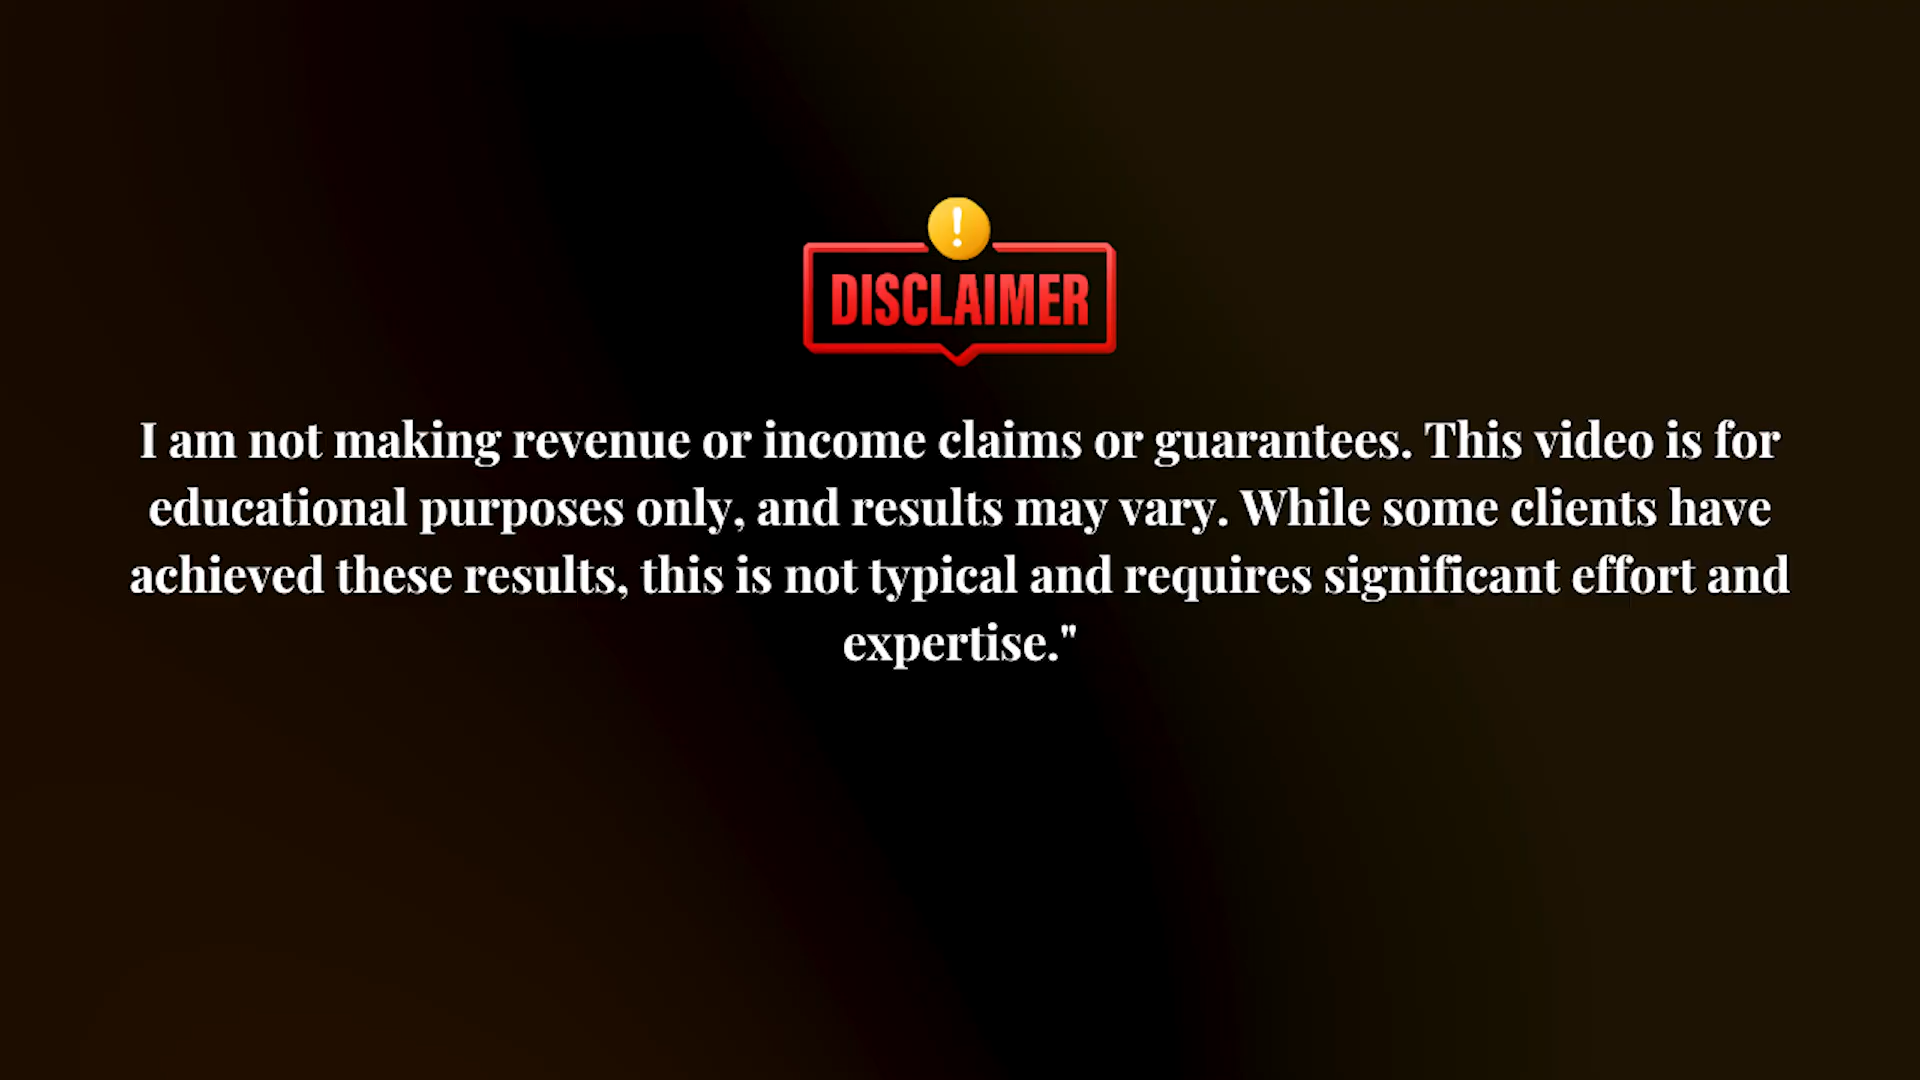 !
DISCLAIMER
I am not making revenue or income claims or guarantees. This video is for
educational purposes only, and results may vary. While some clients have
achieved these results, this is not typical and requires significant effort and
expertise."